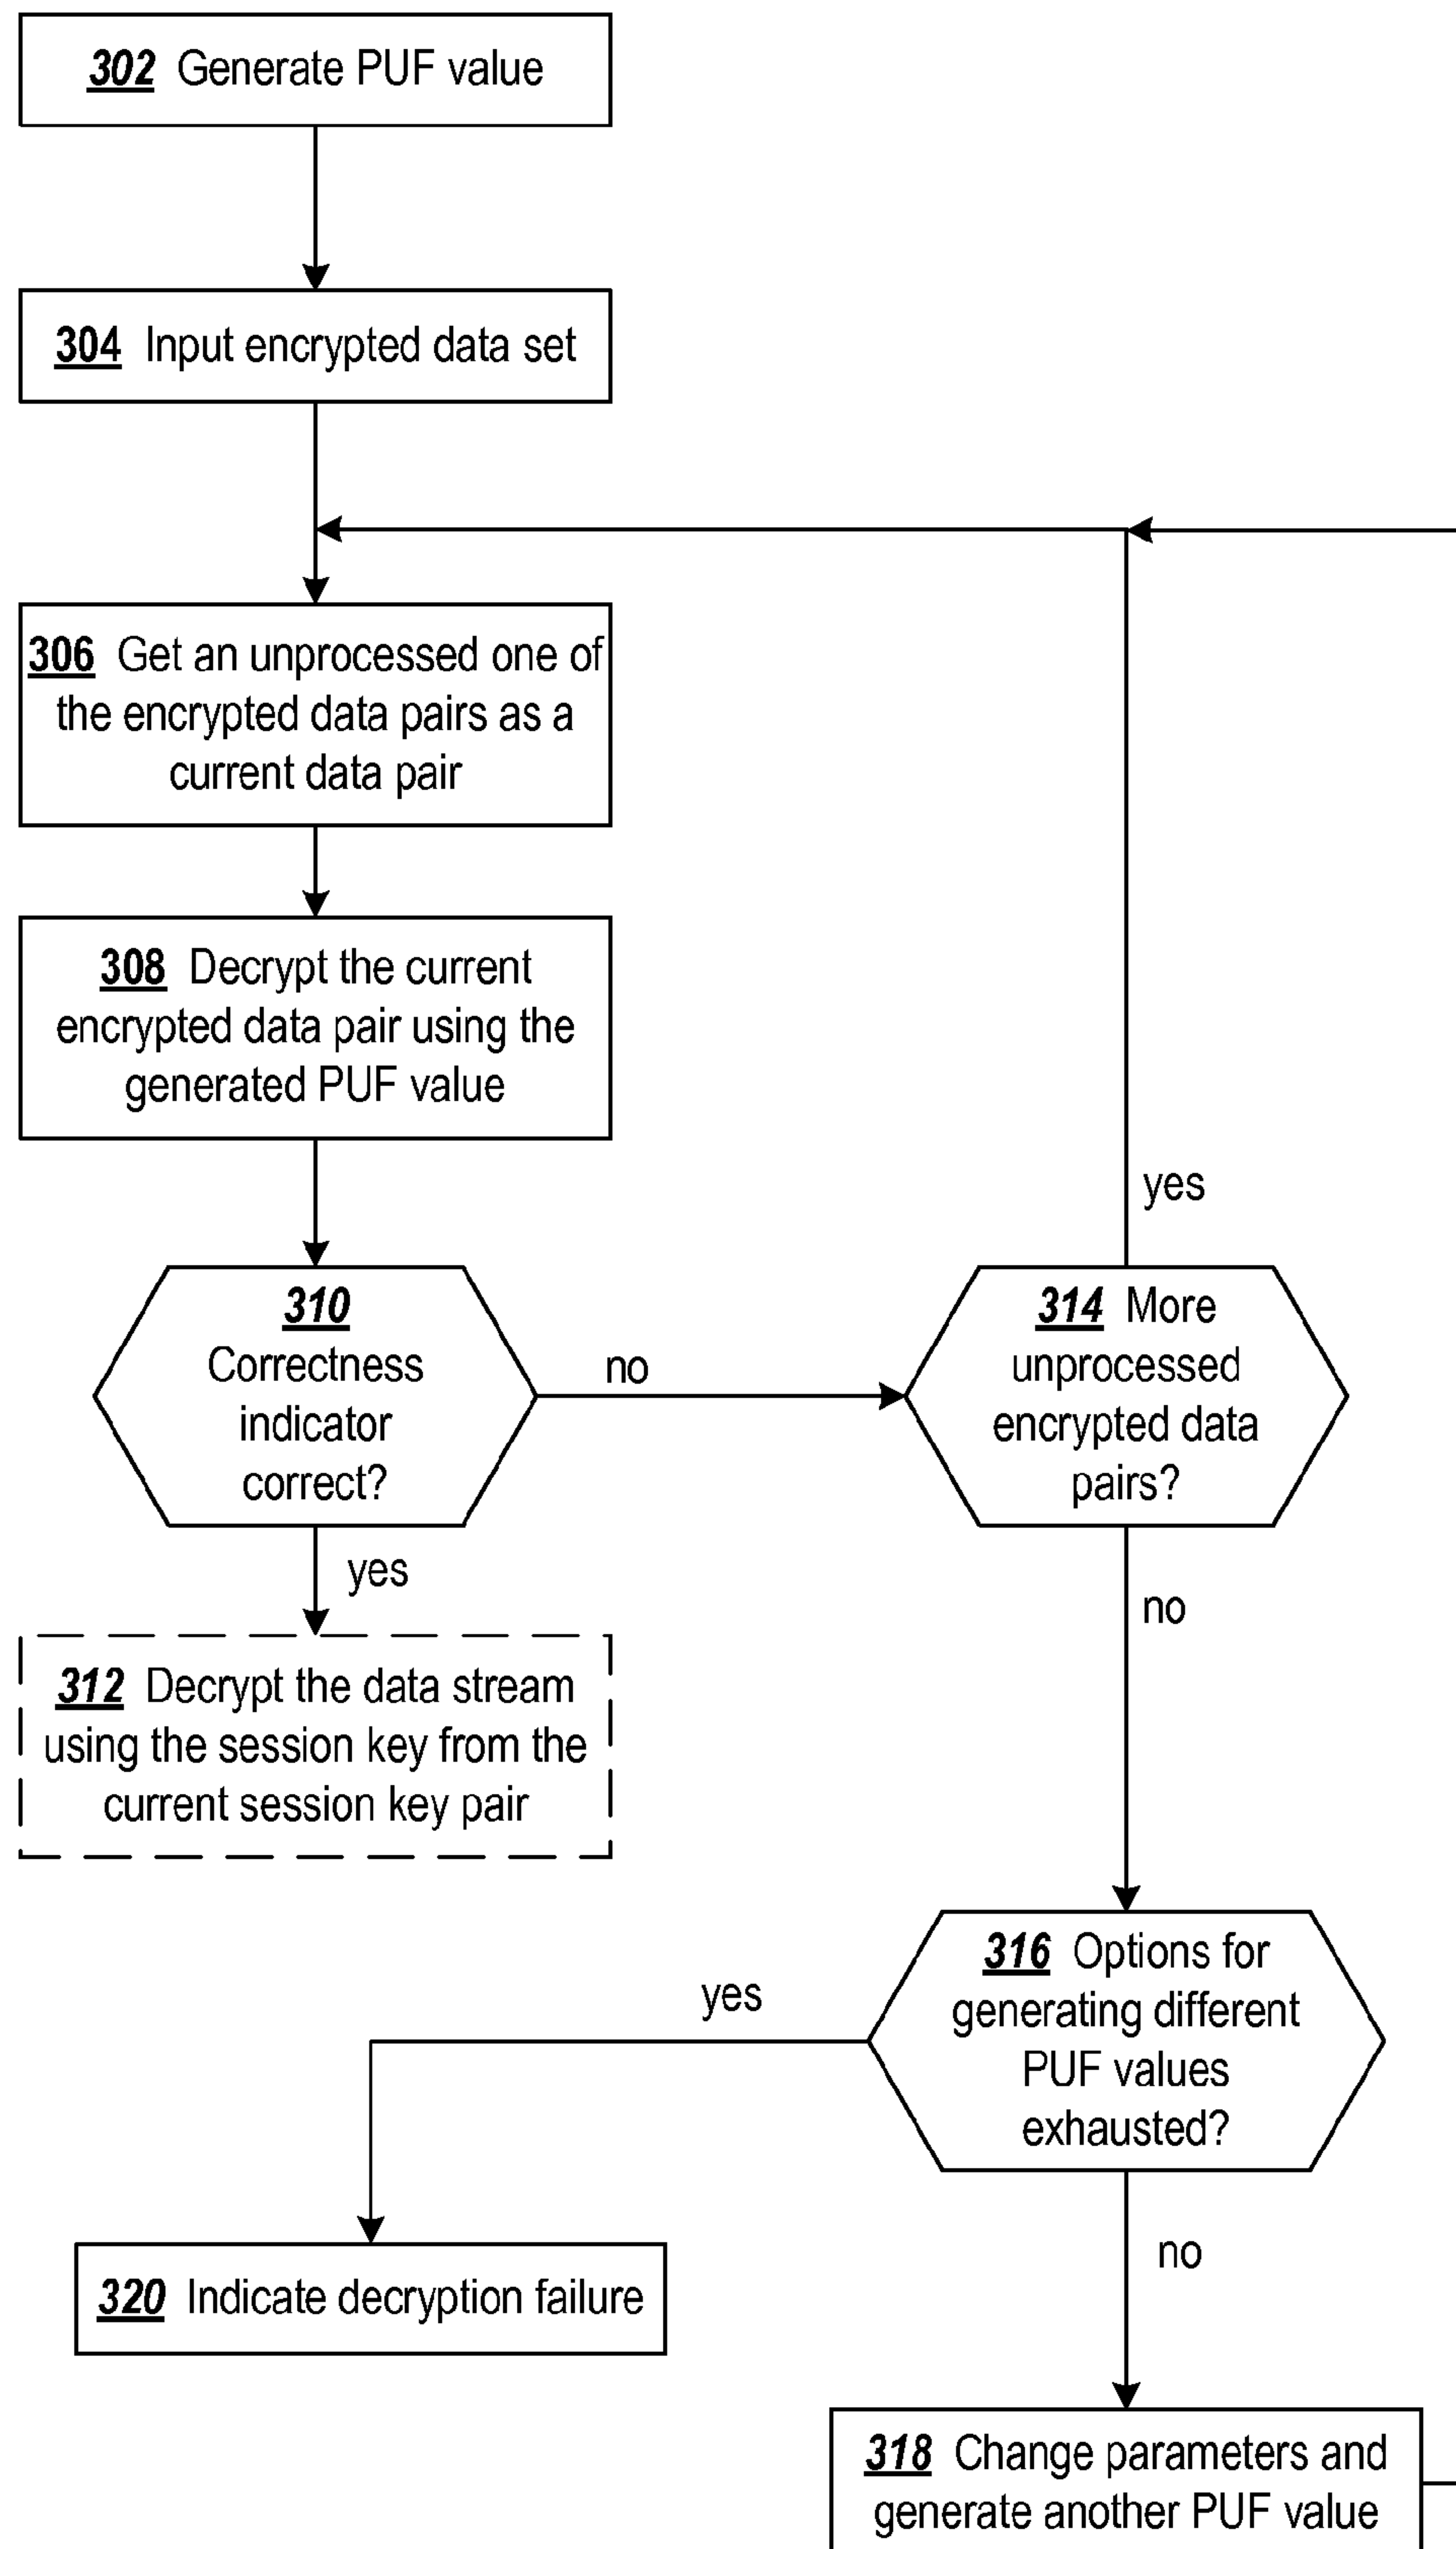 302 Generate PUF value
304 Input encrypted data set
306 Get an unprocessed one of
the encrypted data pairs as a
current data pair
308 Decrypt the current
encrypted data pair using the
generated PUF value
yes
310
Correctness
indicator
correct?
no
314 More
unprocessed
encrypted data
pairs?
yes
no
312 Decrypt the data stream
using the session key from the
current session key pair
316 Options for
generating different
PUF values
exhausted?
yes
no
320 Indicate decryption failure
318 Change parameters and
generate another PUF value